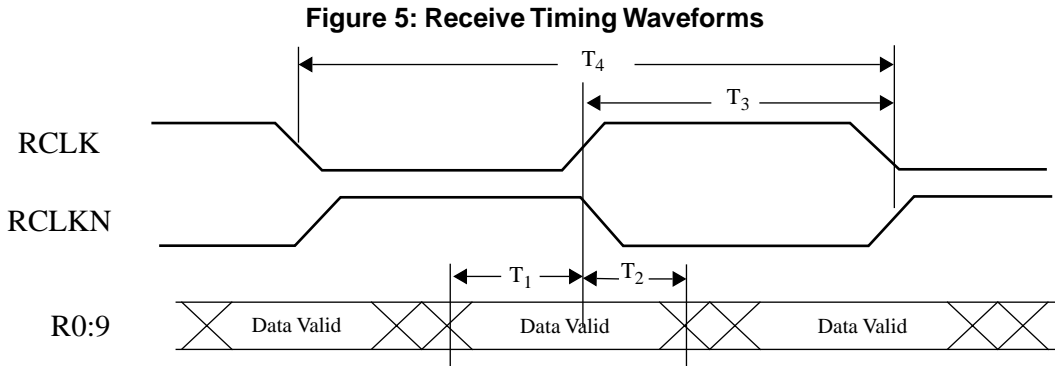 Figure 5: Receive Timing Waveforms
T4
T3
RCLK
RCLKN
T1
T2
R0:9
Data Valid
Data Valid
Data Valid